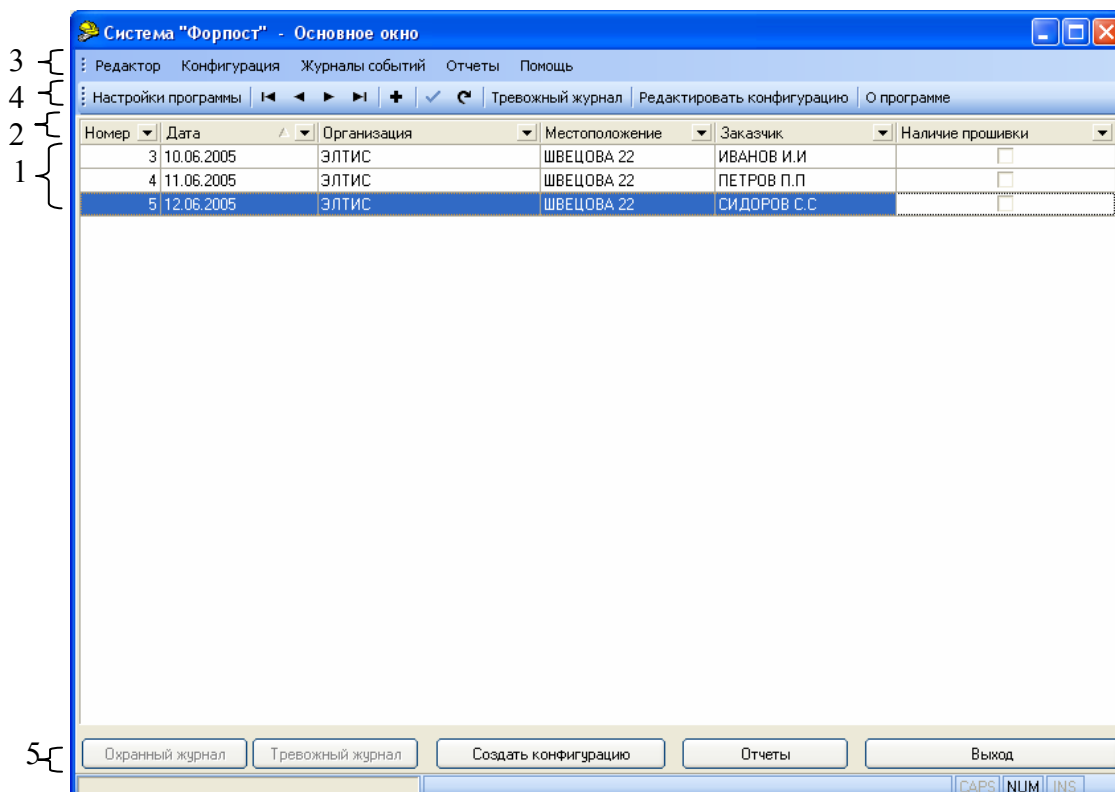 Система "Форпост" - Основное окно
3 Редактор Конфигурация Журналы событий Отчеты Помощь
4 Настройки программы Тревожный журнал Редактировать конфигурацию О программе
2 Номер Дата Организация Местоположение Заказчик Наличие прошивки
1 3 10.06.2005 ЭЛТИС ШВЕЦОВА 22 ИВАНОВ И.И
4 11.06.2005 ЭЛТИС ШВЕЦОВА 22 ПЕТРОВ П.П
5 12.06.2005 ЭЛТИС ШВЕЦОВА 22 СИДОРОВ С.С
5 Охранный журнал Тревожный журнал Создать конфигурацию Отчеты Выход
CAPS NUM INS